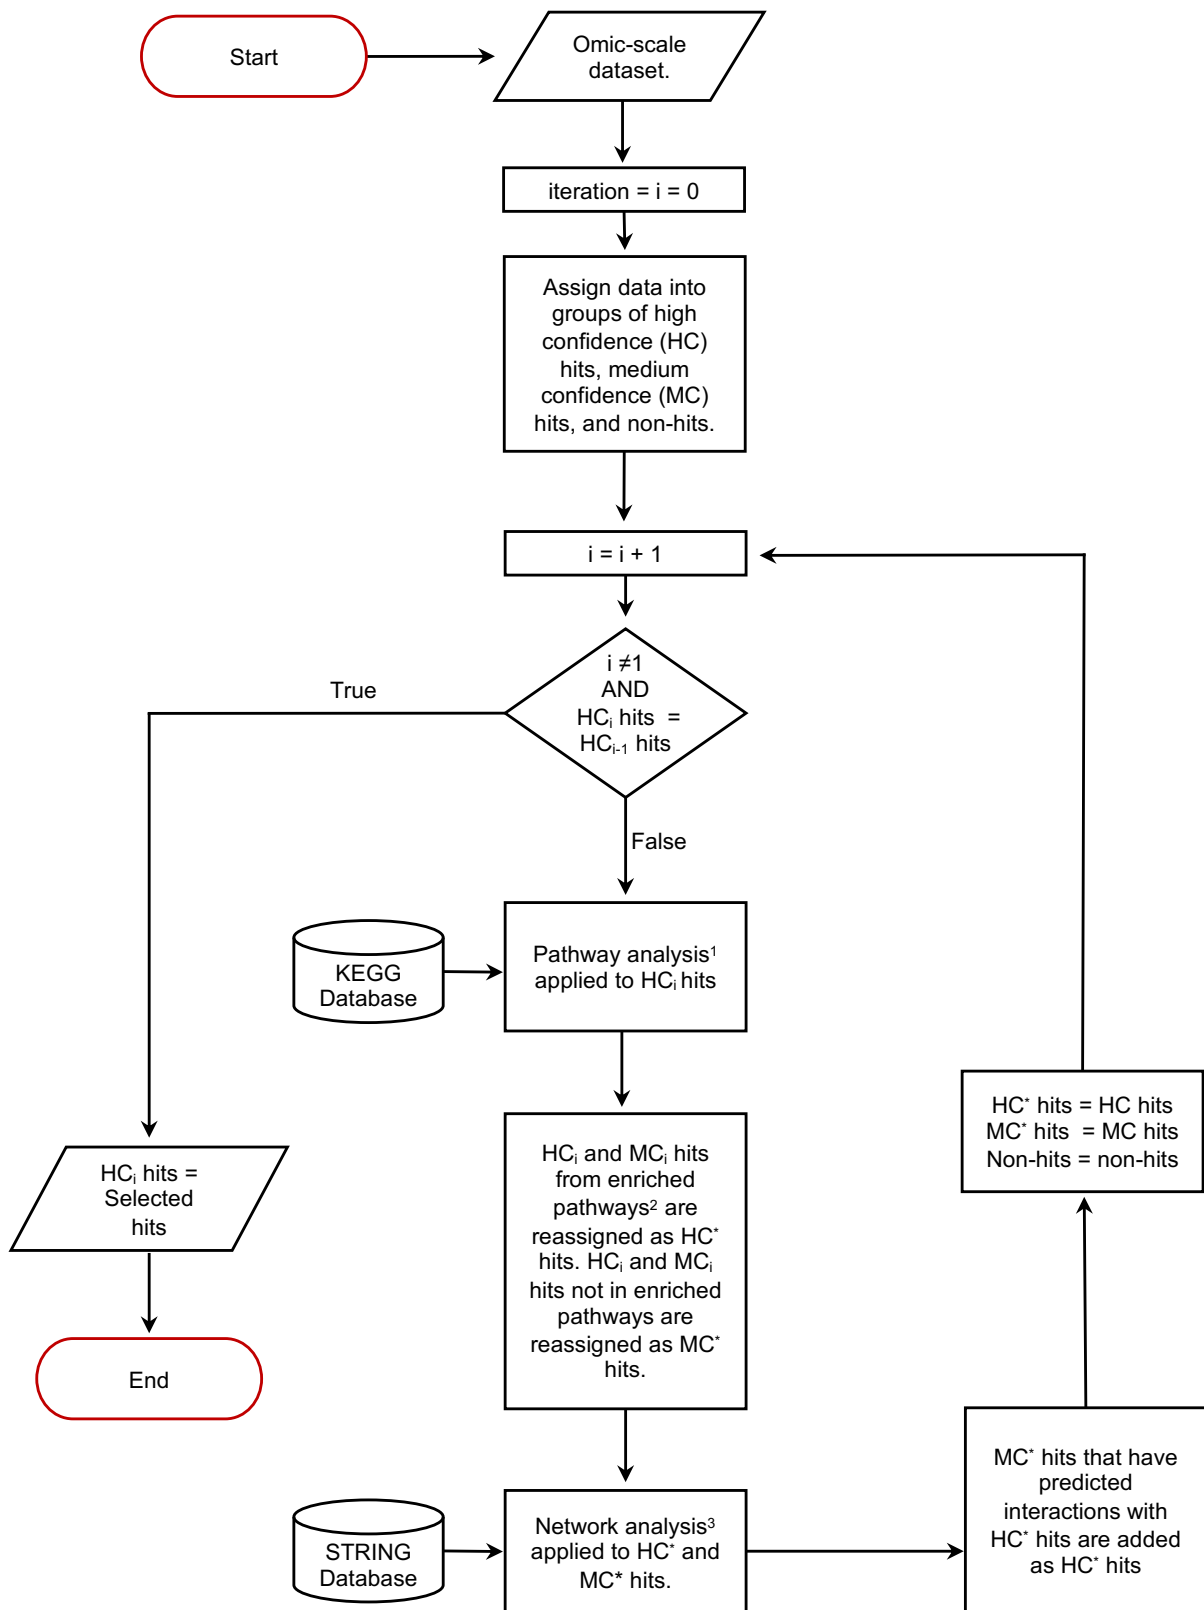 Start
Omic-scale
dataset.
iteration = i = 0
Assign data into
groups of high
confidence (HC)
hits, medium
confidence (MC)
hits, and non-hits.
i = i + 1
i ≠1
AND
HCᵢ hits =
HCᵢ₋₁ hits
True
False
KEGG
Database
Pathway analysis¹
applied to HCᵢ hits
HCᵢ and MCᵢ hits
from enriched
pathways² are
reassigned as HC*
hits. HCᵢ and MCᵢ
hits not in enriched
pathways are
reassigned as MC*
hits.
STRING
Database
Network analysis³
applied to HC* and
MC* hits.
MC* hits that have
predicted
interactions with
HC* hits are added
as HC* hits
HC* hits = HC hits
MC* hits = MC hits
Non-hits = non-hits
HCᵢ hits =
Selected
hits
End